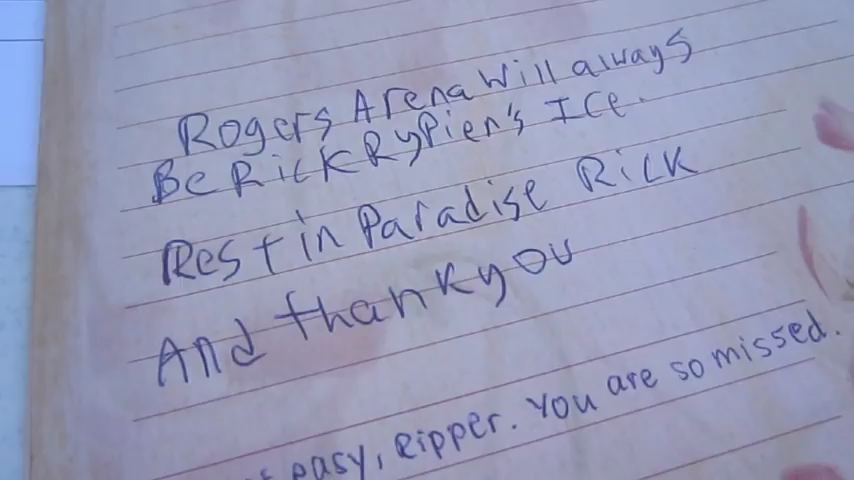 Rogers Arena Will always
Be Rick Rypien's Ice.
Rest in Paradise Rick
And thank you
easy, Ripper. You are so missed.